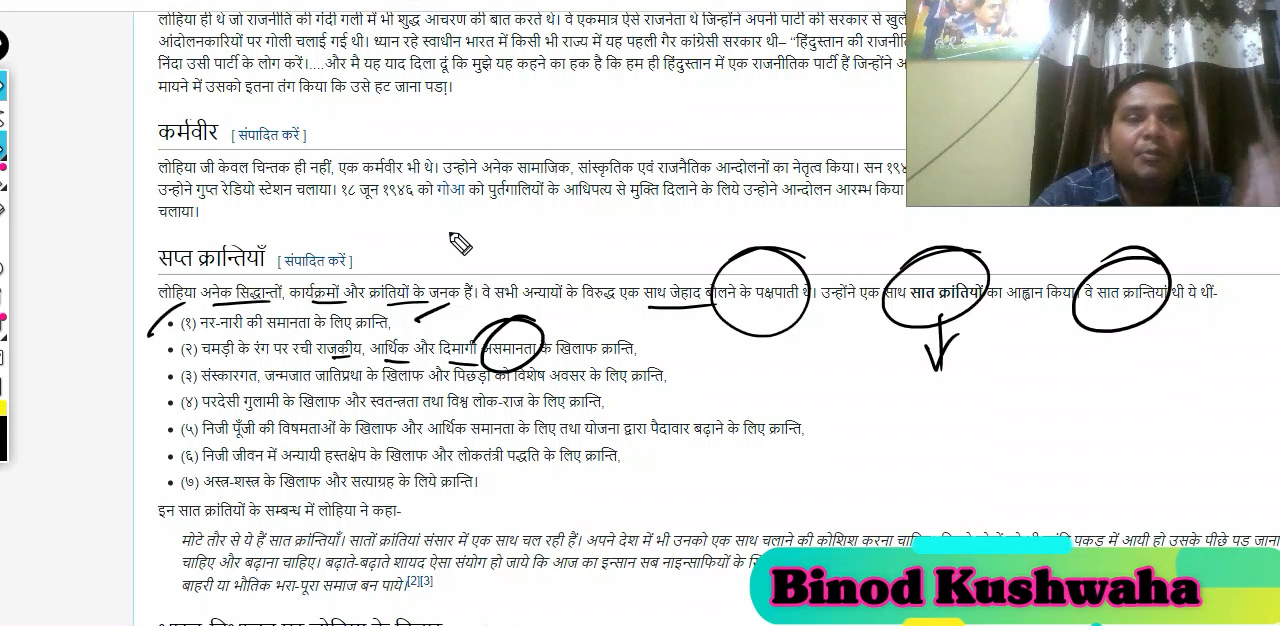 लोहिया ही थे जो राजनीति की गंदी गली में भी शुद्ध आचरण की बात करते थे। वे एकमात्र ऐसे राजनेता थे जिन्होंने अपनी पार्टी की सरकार से खुले
आंदोलनकारियों पर गोली चलाई गई थी। ध्यान रहे स्वाधीन भारत में किसी भी राज्य में यह पहली गैर कांग्रेसी सरकार थी– “हिंदुस्तान की राजनीति
निंदा उसी पार्टी के लोग करें।....और मै यह याद दिला दूं कि मुझे यह कहने का हक है कि हम ही हिंदुस्तान में एक राजनीतिक पार्टी हैं जिन्होंने
मायने में उसको इतना तंग किया कि उसे हट जाना पडा़।
कर्मवीर [ संपादित करें ]
लोहिया जी केवल चिन्तक ही नहीं, एक कर्मवीर भी थे। उन्होने अनेक सामाजिक, सांस्कृतिक एवं राजनैतिक आन्दोलनों का नेतृत्व किया। सन १९४
उन्होने गुप्त रेडियो स्टेशन चलाया। १८ जून १९४६ को गोआ को पुर्तगालियों के आधिपत्य से मुक्ति दिलाने के लिये उन्होने आन्दोलन आरम्भ किया
चलाया।
सप्त क्रान्तियाँ [ संपादित करें ]
लोहिया अनेक सिद्धान्तों, कार्यक्रमों और क्रांतियों के जनक हैं। वे सभी अन्यायों के विरुद्ध एक साथ जेहाद बोलने के पक्षपाती थे। उन्होंने एक साथ सात क्रांतियों का आह्वान किया। वे सात क्रान्तियां थी ये थीं-
(१) नर-नारी की समानता के लिए क्रान्ति,
(२) चमड़ी के रंग पर रची राजकीय, आर्थिक और दिमागी असमानता के खिलाफ क्रान्ति,
(३) संस्कारगत, जन्मजात जातिप्रथा के खिलाफ और पिछड़ों को विशेष अवसर के लिए क्रान्ति,
(४) परदेसी गुलामी के खिलाफ और स्वतन्त्रता तथा विश्व लोक-राज के लिए क्रान्ति,
(५) निजी पूँजी की विषमताओं के खिलाफ और आर्थिक समानता के लिए तथा योजना द्वारा पैदावार बढ़ाने के लिए क्रान्ति,
(६) निजी जीवन में अन्यायी हस्तक्षेप के खिलाफ और लोकतंत्री पद्धति के लिए क्रान्ति,
(७) अस्त्र-शस्त्र के खिलाफ और सत्याग्रह के लिये क्रान्ति।
इन सात क्रांतियों के सम्बन्ध में लोहिया ने कहा-
मोटे तौर से ये हैं सात क्रांन्तियाँ। सातों क्रांतियां संसार में एक साथ चल रही हैं। अपने देश में भी उनको एक साथ चलाने की कोशिश करना पकड़ में आयी हो उसके पीछे पड़ जाना
चाहिए और बढ़ाना चाहिए। बढ़ाते-बढ़ाते शायद ऐसा संयोग हो जाये कि आज का इन्सान सब नाइन्साफियों के
बाहरी या भौतिक भरा-पूरा समाज बन पाये।[2][3]
Binod Kushwaha